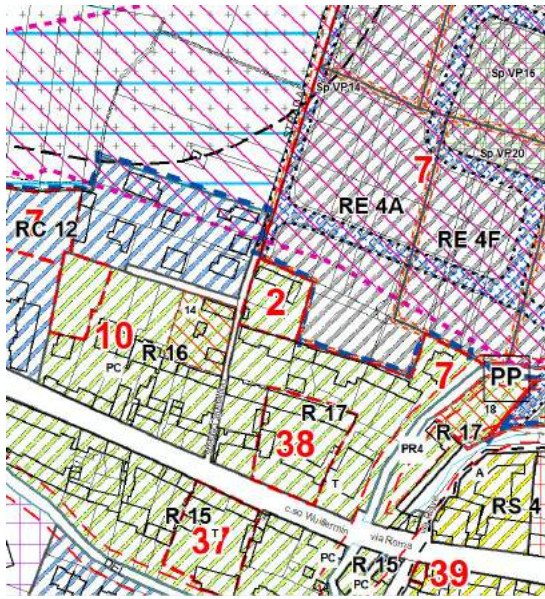 Sp VP14
Sp VP16
Sp VP20
7
RE 4A
RE 4F
7
RC 12
2
14
10
R 16
PC
7
PP
18
R 17
R 17
38
PR4
A
T
RS 4
R 15
37
T
c.so Wuillermin
via Roma
PC
R 15
PC
39